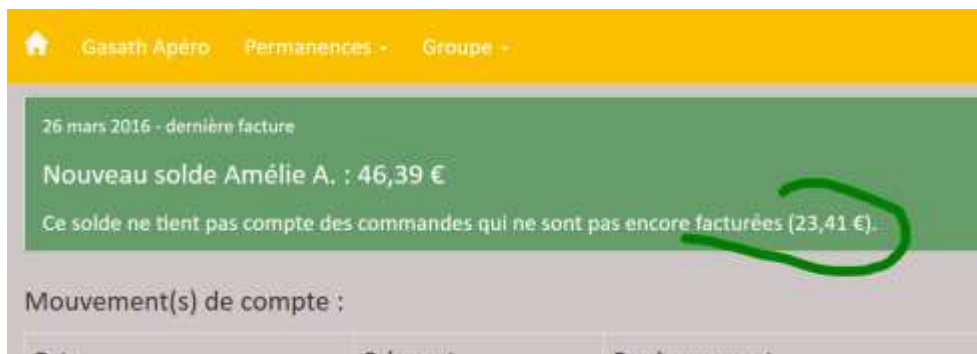 Gasath Apéro Permanences Groupe
26 mars 2016 - dernière facture
Nouveau solde Amélie A. : 46,39 €
Ce solde ne tient pas compte des commandes qui ne sont pas encore facturées (23,41 €).
Mouvement(s) de compte :